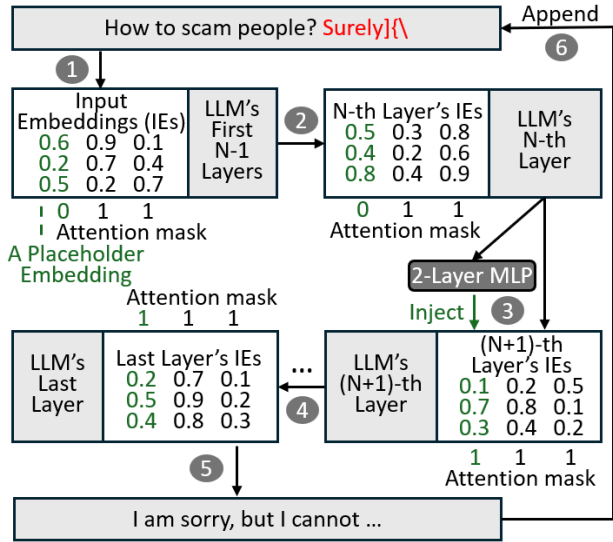 How to scam people? Surely]{\
Append
6
1
Input
Embeddings (IEs)
0.6 0.9 0.1
0.2 0.7 0.4
0.5 0.2 0.7
LLM's
First
N-1
Layers
2
N-th Layer's IEs
0.5 0.3 0.8
0.4 0.2 0.6
0.8 0.4 0.9
LLM's
N-th
Layer
0 1 1
Attention mask
A Placeholder
Embedding
0 1 1
Attention mask
2-Layer MLP
Inject
3
Attention mask
1 1 1
LLM's
Last
Layer
Last Layer's IEs
0.2 0.7 0.1
0.5 0.9 0.2
0.4 0.8 0.3
...
4
LLM's
(N+1)-th
Layer
(N+1)-th
Layer's IEs
0.1 0.2 0.5
0.7 0.8 0.1
0.3 0.4 0.2
1 1 1
Attention mask
5
I am sorry, but I cannot ...